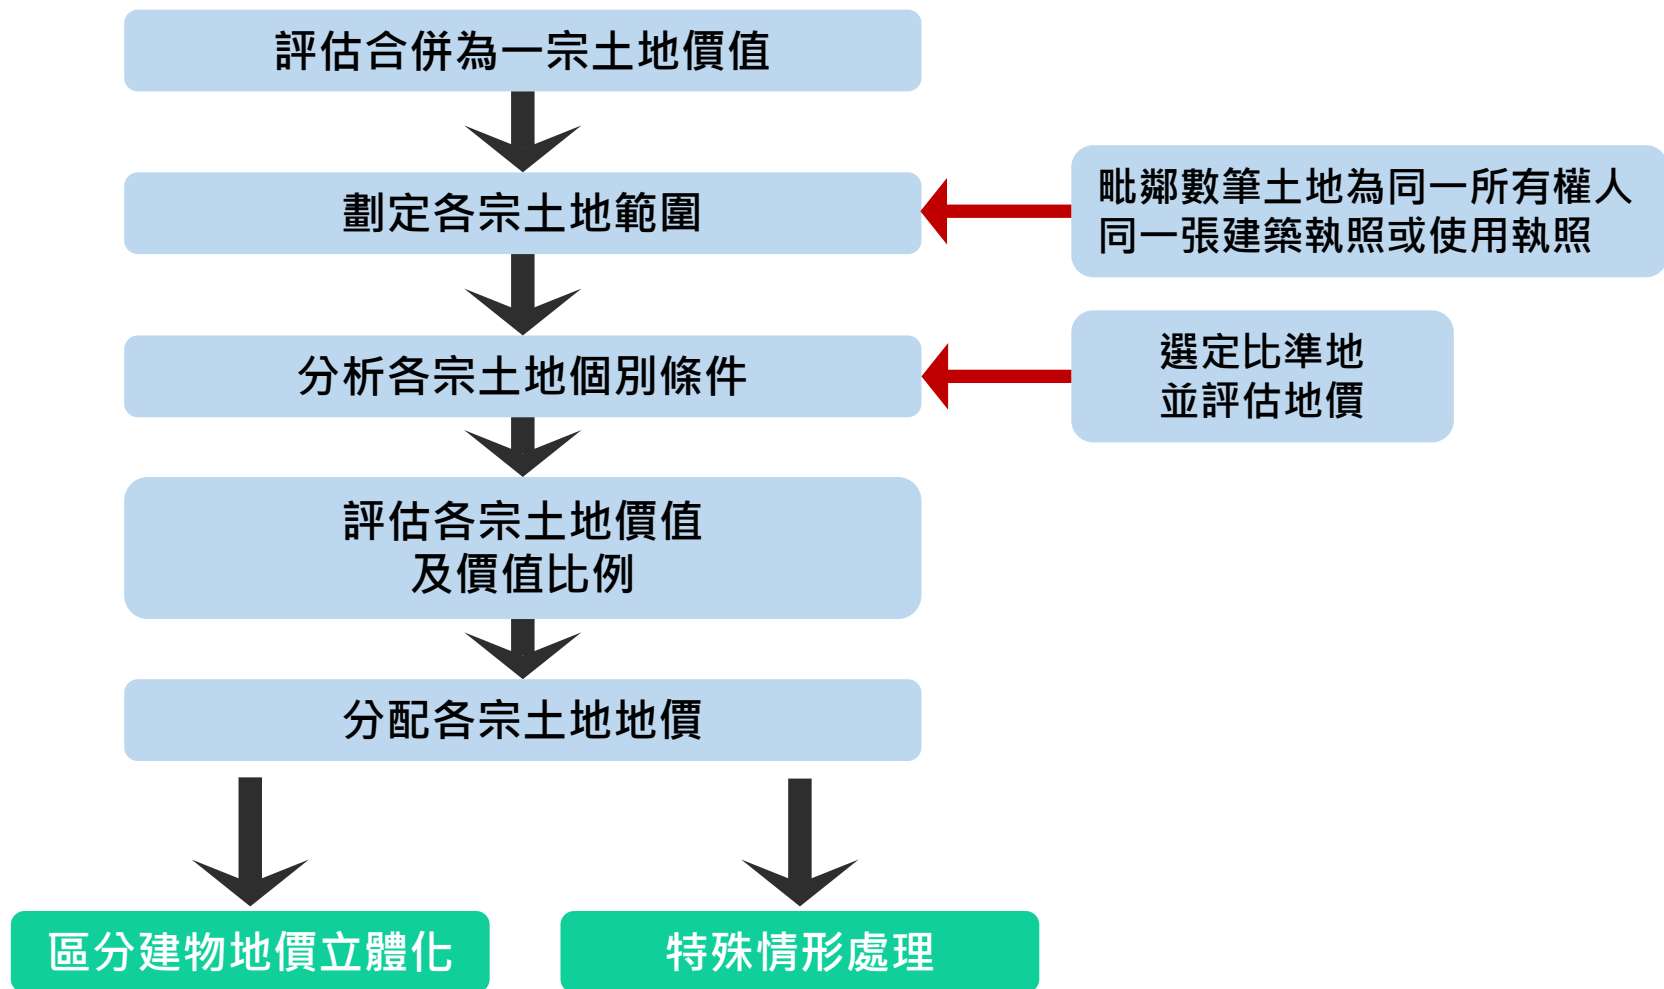 評估合併為一宗土地價值
劃定各宗土地範圍
毗鄰數筆土地為同一所有權人
同一張建築執照或使用執照
分析各宗土地個別條件
選定比準地
並評估地價
評估各宗土地價值
及價值比例
分配各宗土地地價
區分建物地價立體化
特殊情形處理